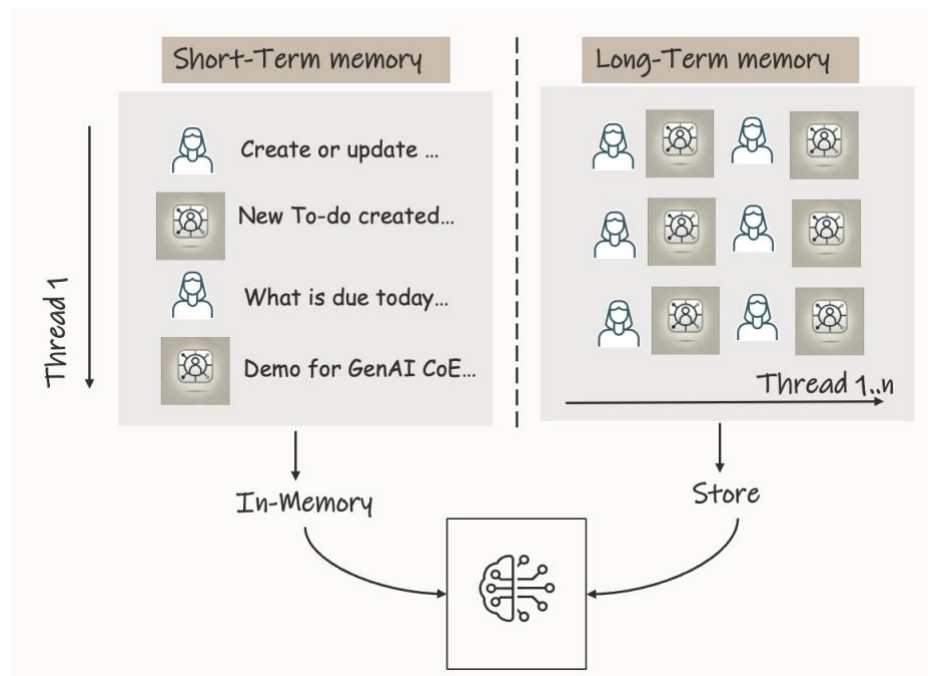 Short-Term memory
Create or update ...
New To-do created...
What is due today...
Demo for GenAI CoE...
Thread 1
In-Memory
Long-Term memory
Thread 1..n
Store